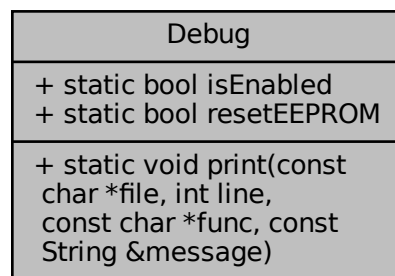 Debug
+ static bool isEnabled
+ static bool resetEEPROM
+ static void print(const
char *file, int line,
const char *func, const
String &message)